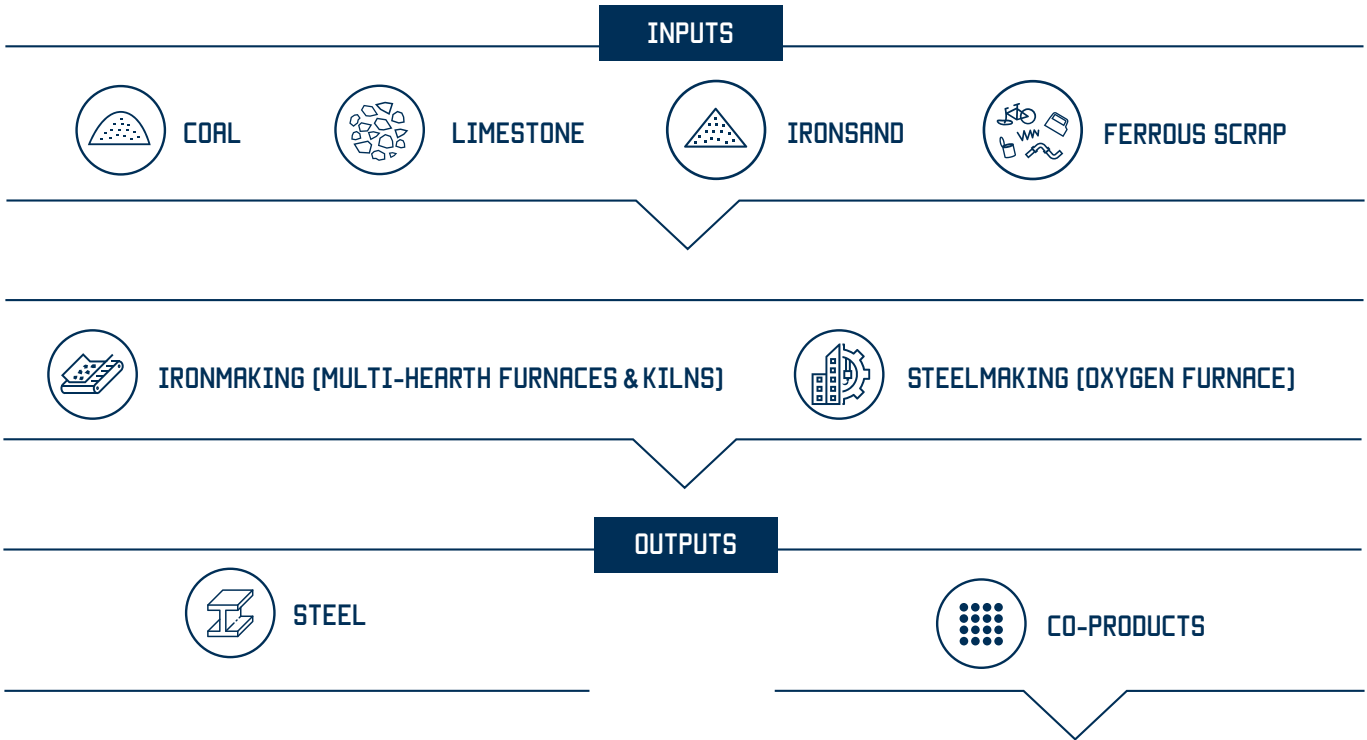 INPUTS
COAL
LIMESTONE
IRONSAND
FERROUS SCRAP
IRONMAKING (MULTI-HEARTH FURNACES & KILNS)
STEELMAKING (OXYGEN FURNACE)
OUTPUTS
STEEL
CO-PRODUCTS